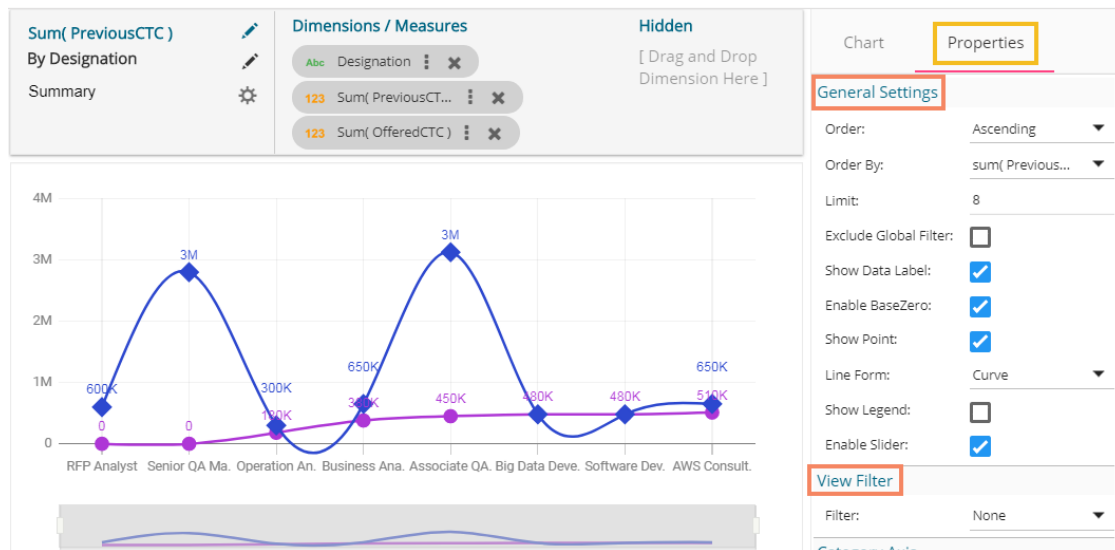 Sum( PreviousCTC )
By Designation
Summary
Dimensions / Measures
Abc Designation
123 Sum( PreviousCT...
123 Sum( OfferedCTC )
Hidden
[ Drag and Drop
Dimension Here ]
4M
3M
2M
1M
0
600K
3M
300K
650K
3M
650K
0
0
450K
480K
480K
510K
RFP Analyst Senior QA Ma. Operation An. Business Ana. Associate QA. Big Data Deve. Software Dev. AWS Consult.
Chart Properties
General Settings
Order: Ascending
Order By: sum( Previous...
Limit: 8
Exclude Global Filter:
Show Data Label:
Enable BaseZero:
Show Point:
Line Form: Curve
Show Legend:
Enable Slider:
View Filter
Filter: None
Category Axis